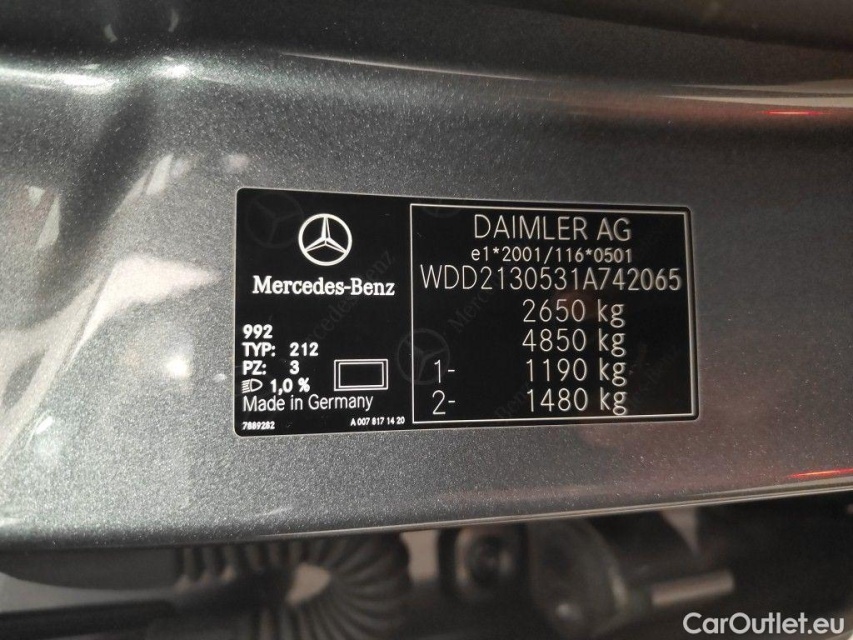 Mercedes-Benz
992
TYP: 212
PZ: 3
1,0 %
Made in Germany
7889282
A 007 817 14 20
DAIMLER AG
e1*2001/116*0501
WDD2130531A742065
2650 kg
4850 kg
1- 1190 kg
2- 1480 kg
CarOutlet.eu